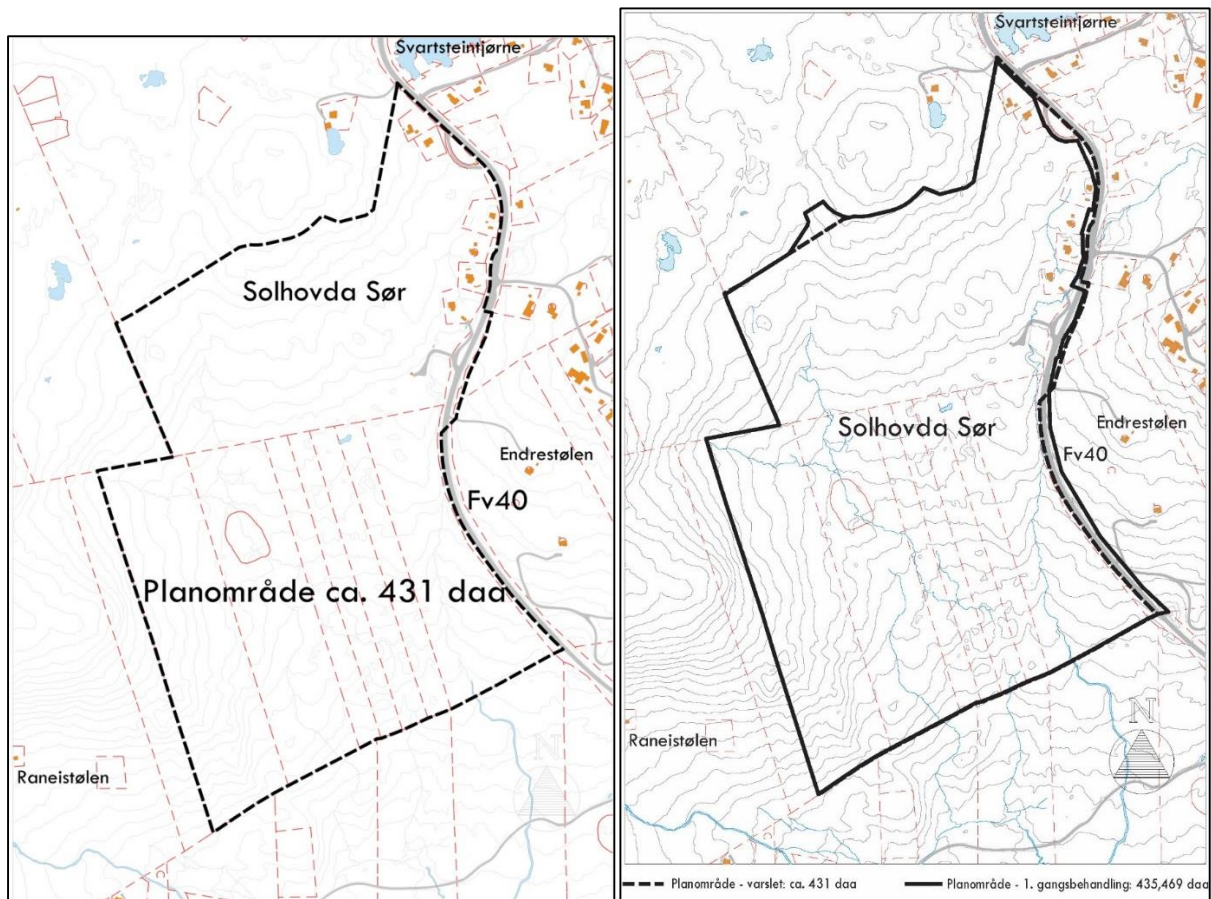 Svartsteintjørne
Solhovda Sør
Endrestølen
Fv40
Planområde ca. 431 daa
Raneistølen
N
Svartsteintjørne
Solhovda Sør
Endrestølen
Fv40
Raneistølen
N
Planområde - varslet: ca. 431 daa
Planområde - 1. gangsbehandling: 435,469 daa